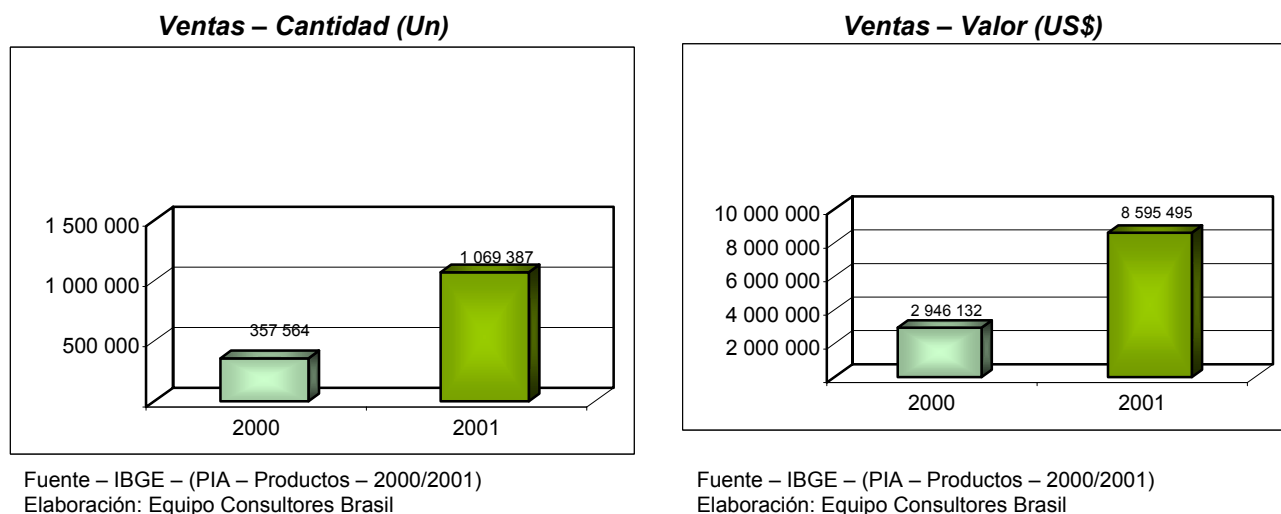 Ventas – Cantidad (Un)
1 500 000
1 000 000
500 000
357 564
1 069 387
2000
2001
Fuente – IBGE – (PIA – Productos – 2000/2001)
Elaboración: Equipo Consultores Brasil
Ventas – Valor (US$)
10 000 000
8 000 000
6 000 000
4 000 000
2 000 000
2 946 132
8 595 495
2000
2001
Fuente – IBGE – (PIA – Productos – 2000/2001)
Elaboración: Equipo Consultores Brasil